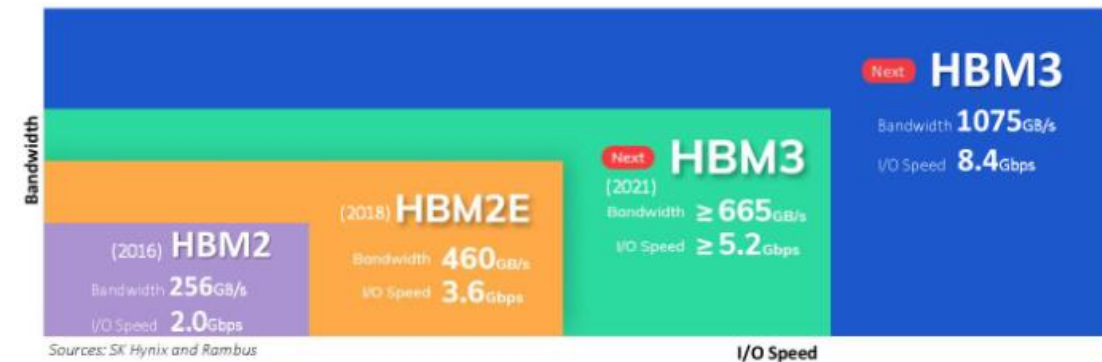 Bandwidth
Next HBM3
Bandwidth 1075GB/s
I/O Speed 8.4Gbps
Next HBM3
(2021)
Bandwidth ≥ 665GB/s
I/O Speed ≥ 5.2Gbps
(2018) HBM2E
Bandwidth 460GB/s
I/O Speed 3.6Gbps
(2016) HBM2
Bandwidth 256GB/s
I/O Speed 2.0Gbps
Sources: SK Hynix and Rambus
I/O Speed